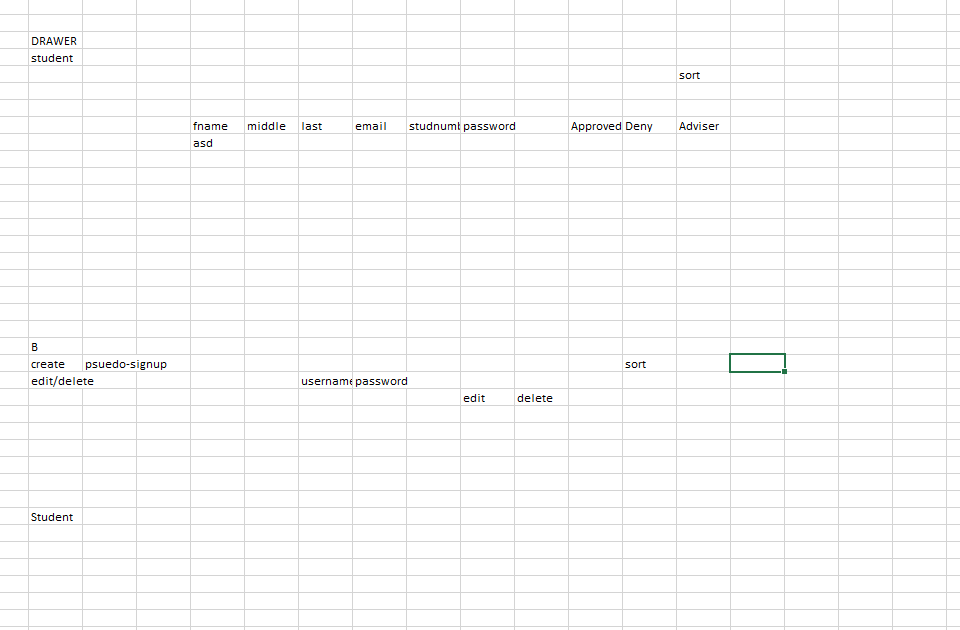 DRAWER
student
sort
fname middle last email studnuml password Approved Deny Adviser
asd
B
create psuedo-signup sort
edit/delete username password
edit delete
Student